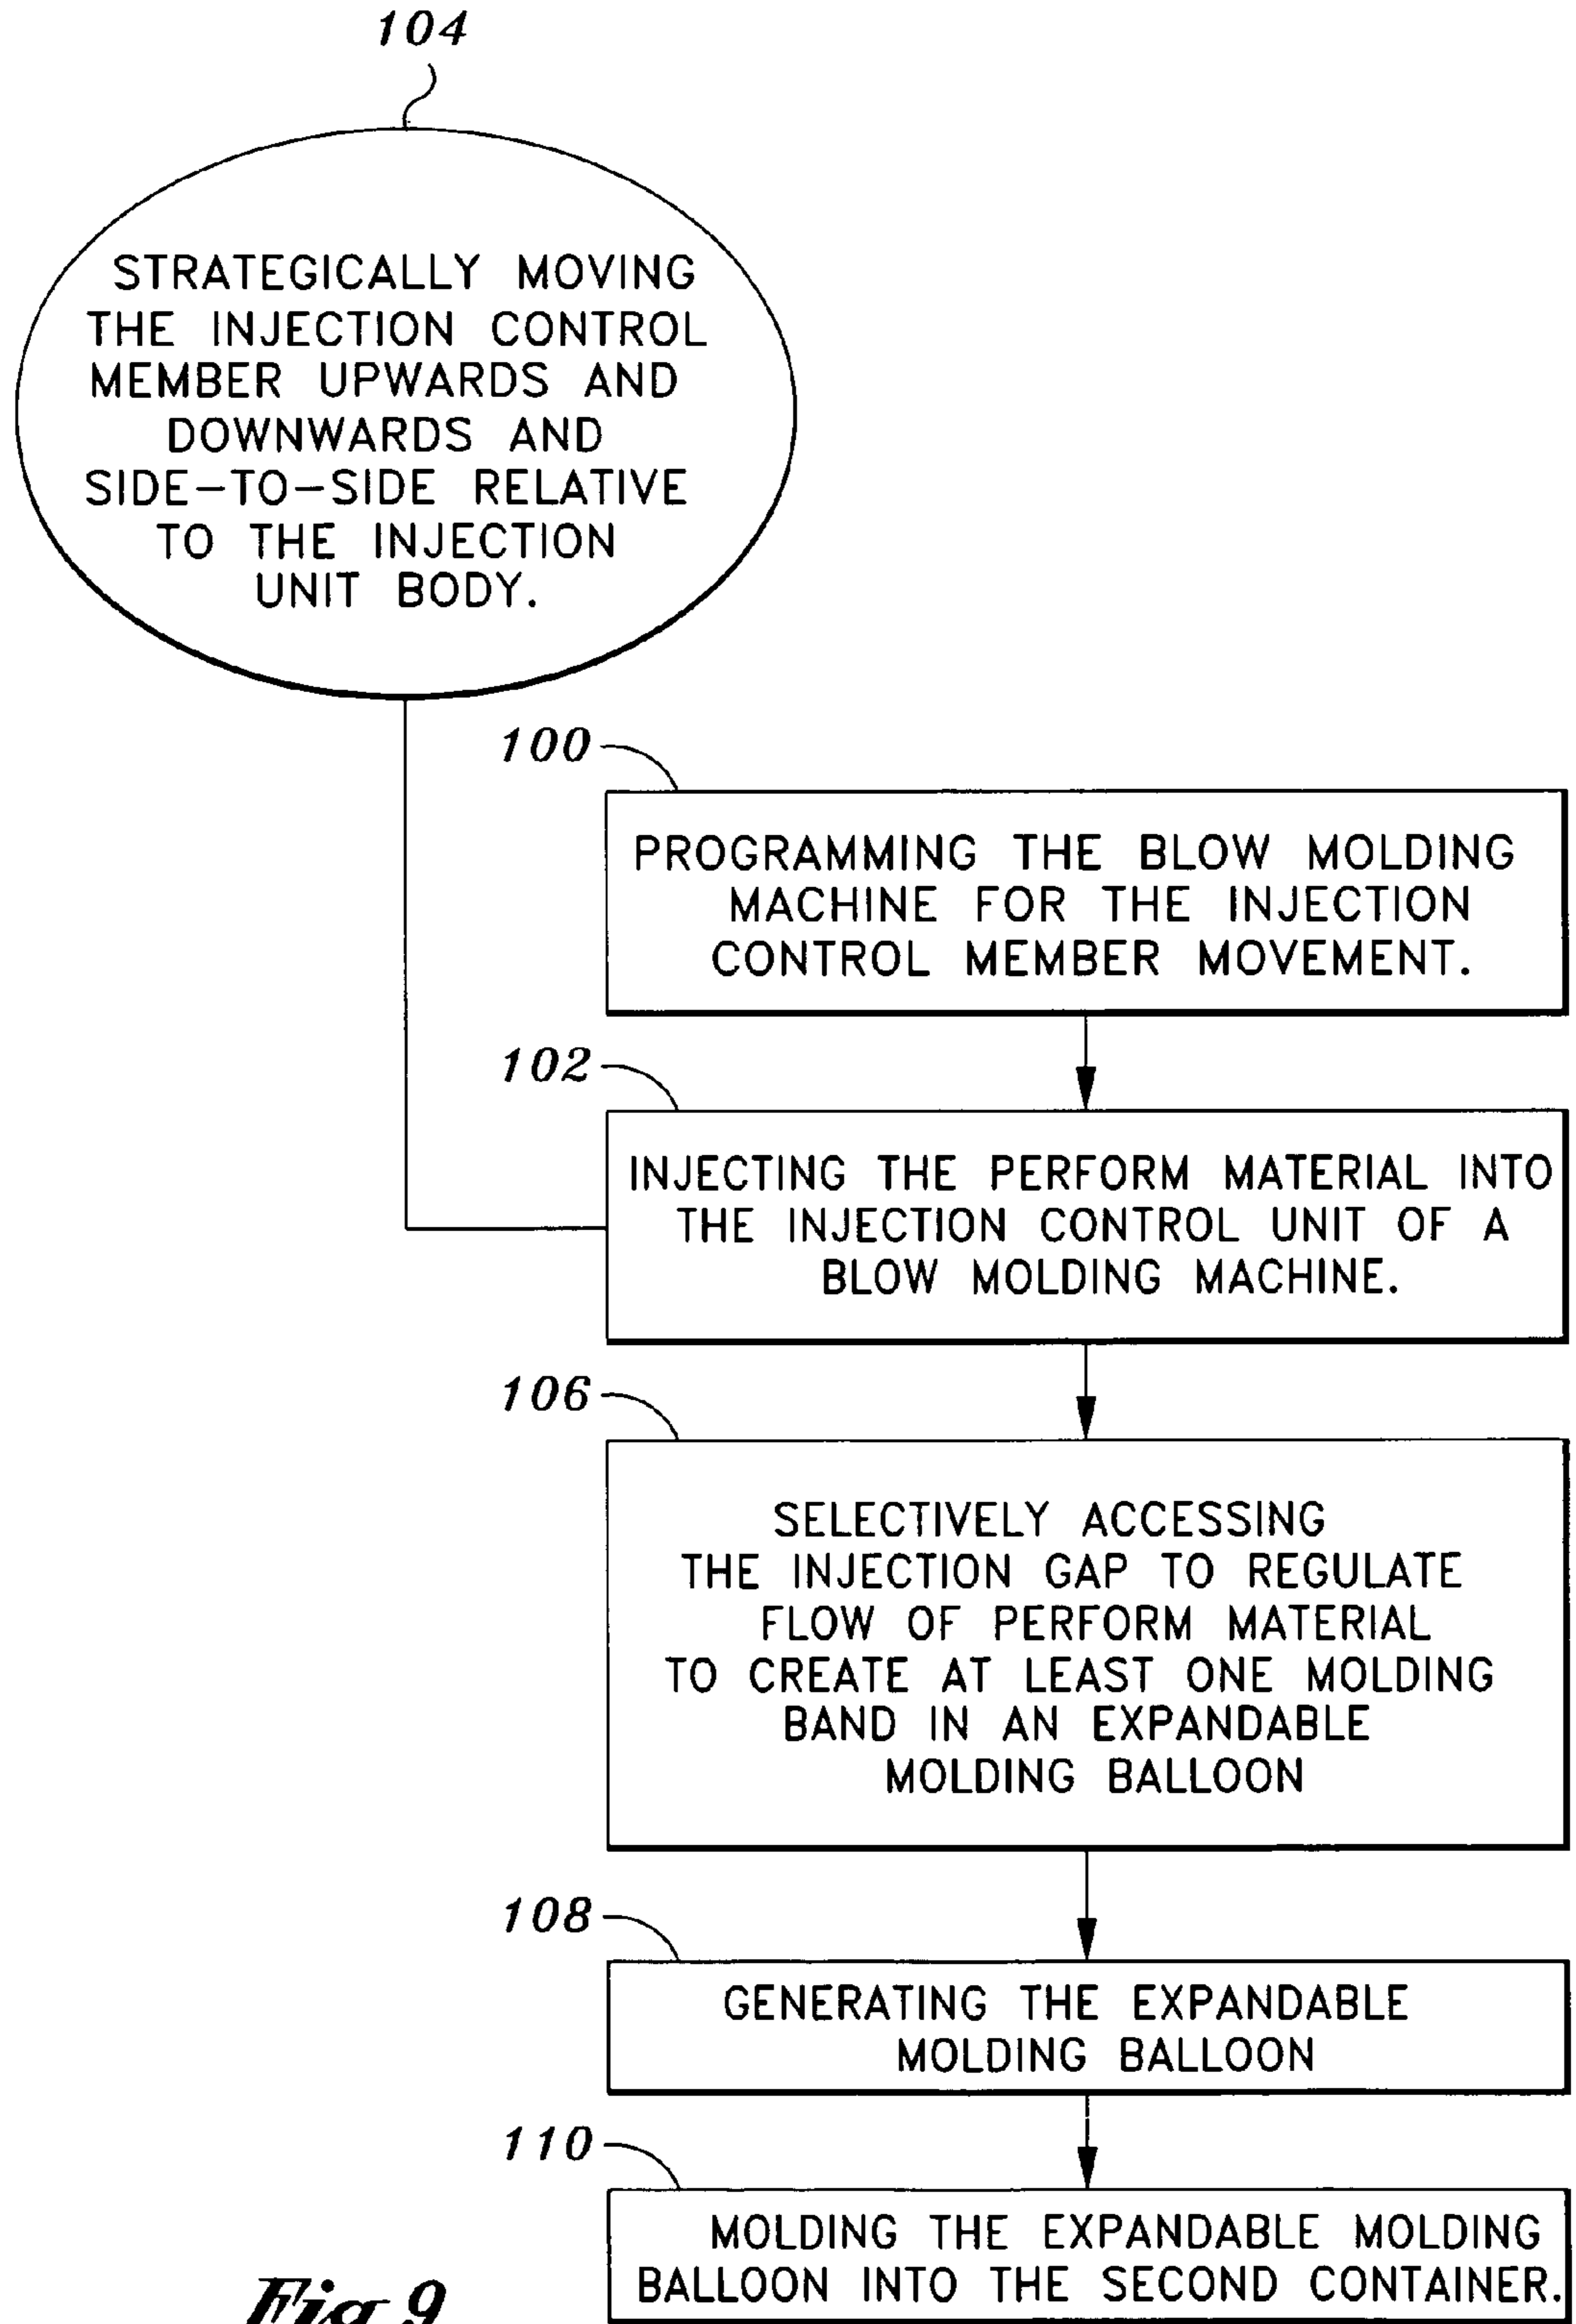 104
STRATEGICALLY MOVING
THE INJECTION CONTROL
MEMBER UPWARDS AND
DOWNWARDS AND
SIDE-TO-SIDE RELATIVE
TO THE INJECTION
UNIT BODY.
100
PROGRAMMING THE BLOW MOLDING
MACHINE FOR THE INJECTION
CONTROL MEMBER MOVEMENT.
102
INJECTING THE PERFORM MATERIAL INTO
THE INJECTION CONTROL UNIT OF A
BLOW MOLDING MACHINE.
106
SELECTIVELY ACCESSING
THE INJECTION GAP TO REGULATE
FLOW OF PERFORM MATERIAL
TO CREATE AT LEAST ONE MOLDING
BAND IN AN EXPANDABLE
MOLDING BALLOON
108
GENERATING THE EXPANDABLE
MOLDING BALLOON
110
MOLDING THE EXPANDABLE MOLDING
BALLOON INTO THE SECOND CONTAINER.
Fig 9